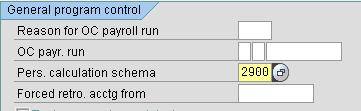 General program control
Reason for OC payroll run
OC payr. run
Pers. calculation schema 2900
Forced retro. acctg from